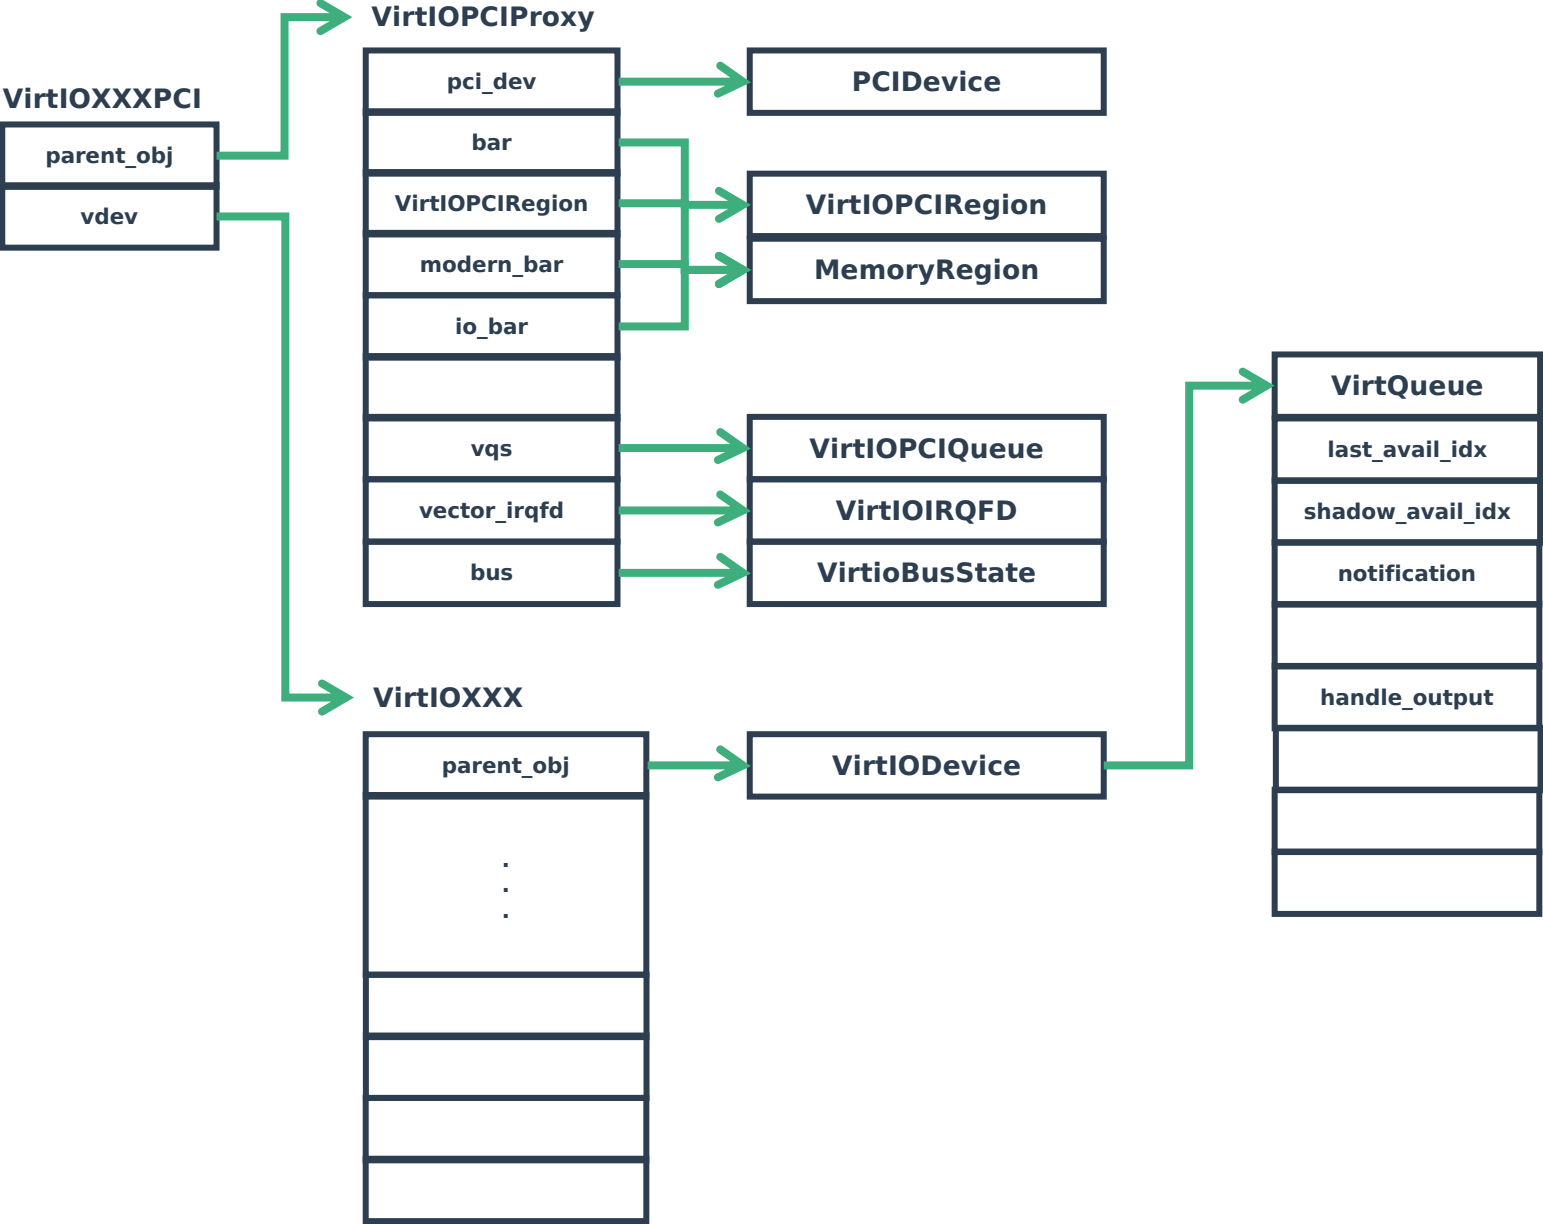 VirtIOXXXPCI
parent_obj
vdev
VirtIOPCIProxy
pci_dev
bar
VirtIOPCIRegion
modern_bar
io_bar
vqs
vector_irqfd
bus
PCIDevice
VirtIOPCIRegion
MemoryRegion
VirtIOPCIQueue
VirtIOIRQFD
VirtioBusState
VirtIOXXX
parent_obj
.
.
.
VirtIODevice
VirtQueue
last_avail_idx
shadow_avail_idx
notification
handle_output